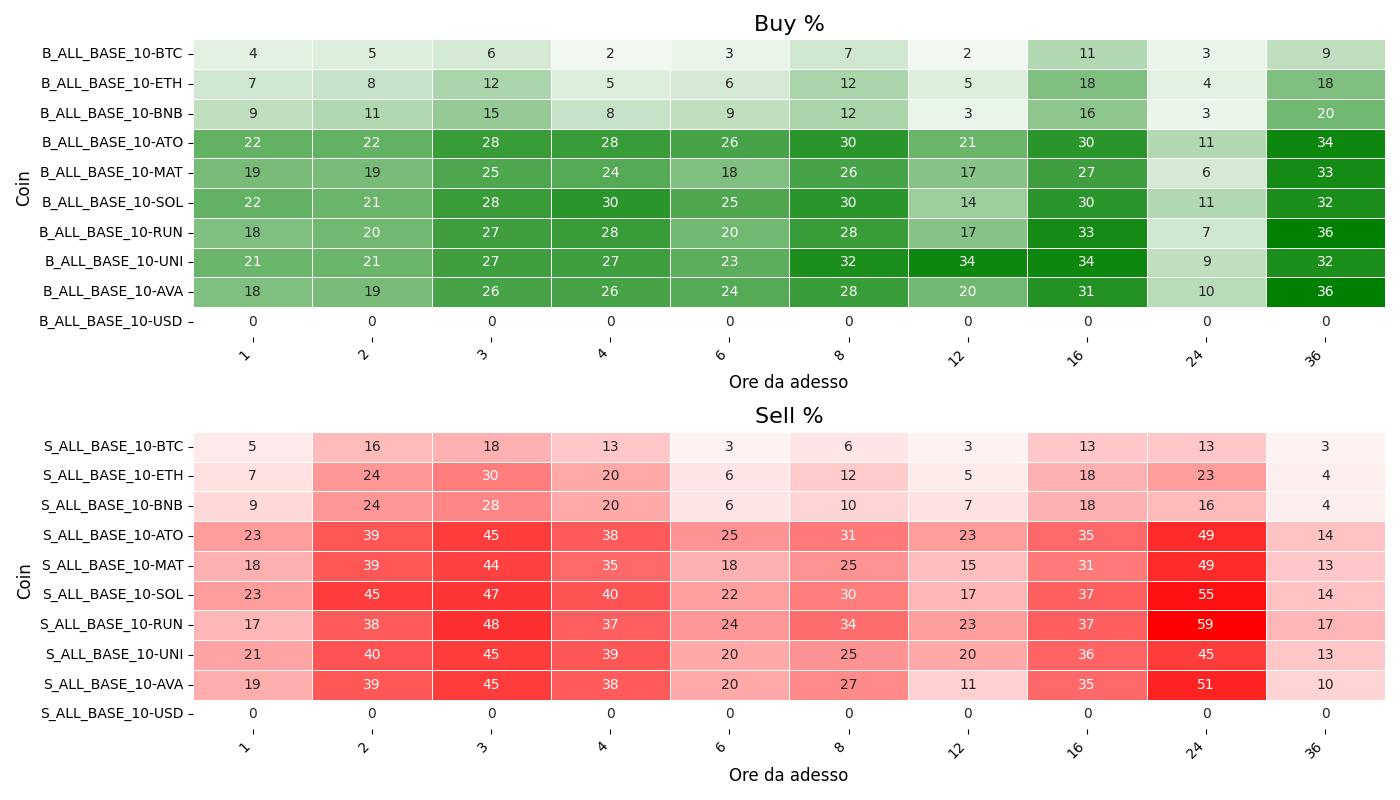 Buy %
Coin
B_ALL_BASE_10-BTC 4 5 6 2 3 7 2 11 3 9
B_ALL_BASE_10-ETH 7 8 12 5 6 12 5 18 4 18
B_ALL_BASE_10-BNB 9 11 15 8 9 12 3 16 3 20
B_ALL_BASE_10-ATO 22 22 28 28 26 30 21 30 11 34
B_ALL_BASE_10-MAT 19 19 25 24 18 26 17 27 6 33
B_ALL_BASE_10-SOL 22 21 28 30 25 30 14 30 11 32
B_ALL_BASE_10-RUN 18 20 27 28 20 28 17 33 7 36
B_ALL_BASE_10-UNI 21 21 27 27 23 32 34 34 9 32
B_ALL_BASE_10-AVA 18 19 26 26 24 28 20 31 10 36
B_ALL_BASE_10-USD 0 0 0 0 0 0 0 0 0 0
1 2 3 4 6 8 12 16 24 36
Ore da adesso
Sell %
Coin
S_ALL_BASE_10-BTC 5 16 18 13 3 6 3 13 13 3
S_ALL_BASE_10-ETH 7 24 30 20 6 12 5 18 23 4
S_ALL_BASE_10-BNB 9 24 28 20 6 10 7 18 16 4
S_ALL_BASE_10-ATO 23 39 45 38 25 31 23 35 49 14
S_ALL_BASE_10-MAT 18 39 44 35 18 25 15 31 49 13
S_ALL_BASE_10-SOL 23 45 47 40 22 30 17 37 55 14
S_ALL_BASE_10-RUN 17 38 48 37 24 34 23 37 59 17
S_ALL_BASE_10-UNI 21 40 45 39 20 25 20 36 45 13
S_ALL_BASE_10-AVA 19 39 45 38 20 27 11 35 51 10
S_ALL_BASE_10-USD 0 0 0 0 0 0 0 0 0 0
1 2 3 4 6 8 12 16 24 36
Ore da adesso